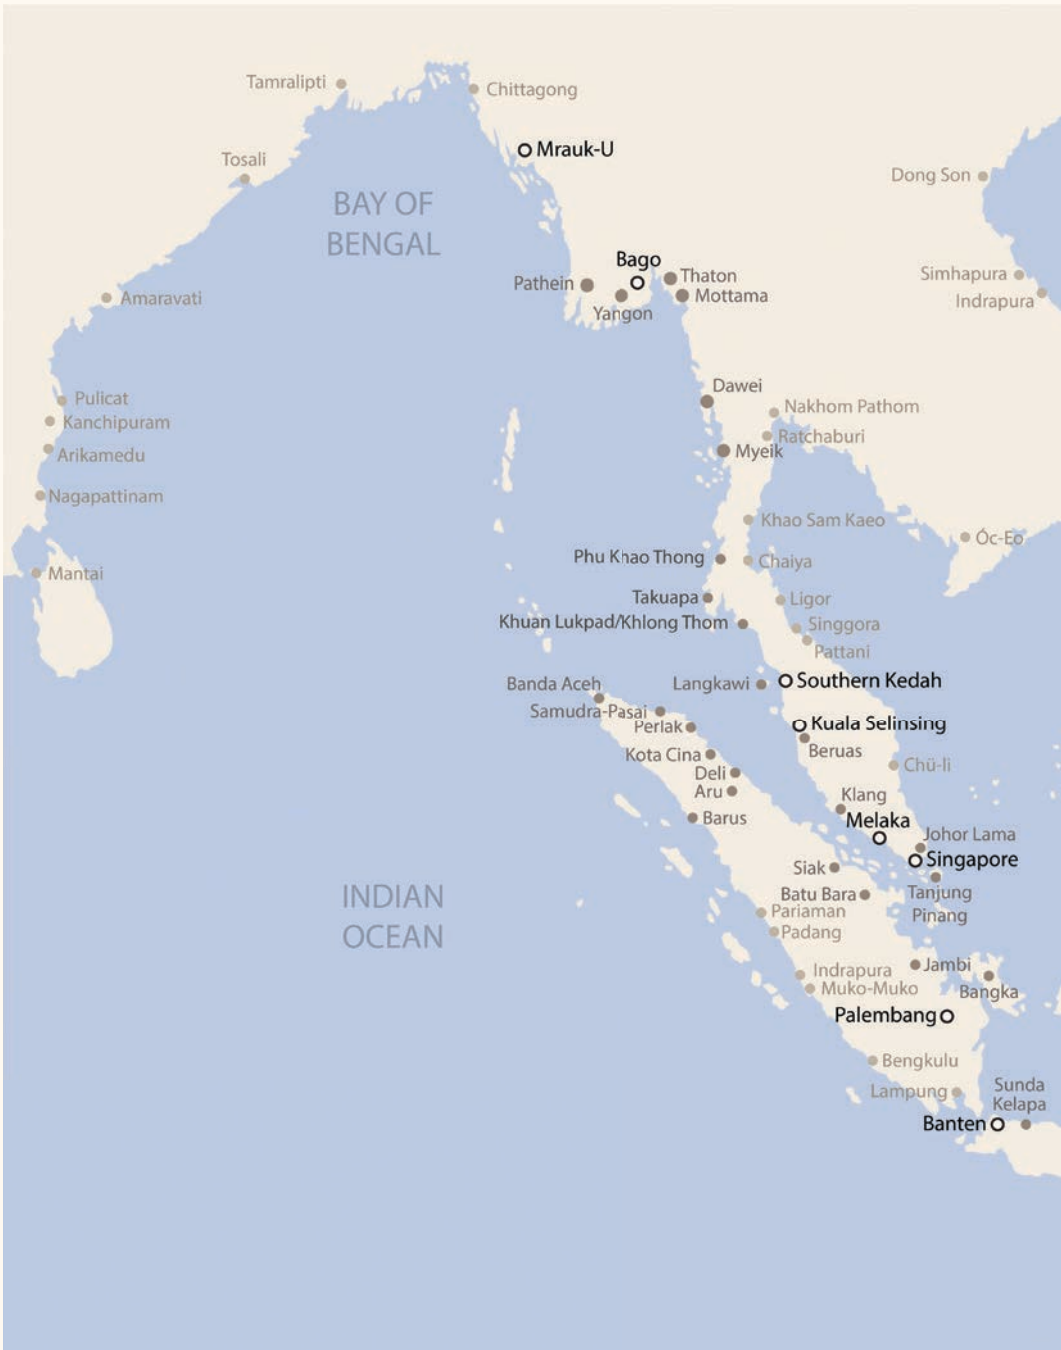 Tamralipti
Chittagong
Mrauk-U
Tosali
Dong Son
BAY OF
BENGAL
Bago
Thaton
Simhapura
Pathein
Mottama
Indrapura
Amaravati
Yangon
Dawei
Pulicat
Nakhom Pathom
Kanchipuram
Ratchaburi
Arikamedu
Myeik
Nagapattinam
Khao Sam Kaeo
Óc-Eo
Phu Khao Thong
Chaiya
Mantai
Takuapa
Ligor
Khuan Lukpad/Khlong Thom
Singgora
Pattani
Southern Kedah
Banda Aceh
Langkawi
Samudra-Pasai
Kuala Selinsing
Perlak
Beruas
Kota Cina
Chü-li
Deli
Aru
Klang
Barus
Melaka
Johor Lama
Singapore
Siak
Batu Bara
Tanjung
Pinang
INDIAN
OCEAN
Pariaman
Padang
Jambi
Indrapura
Muko-Muko
Bangka
Palembang
Bengkulu
Lampung
Sunda
Kelapa
Banten